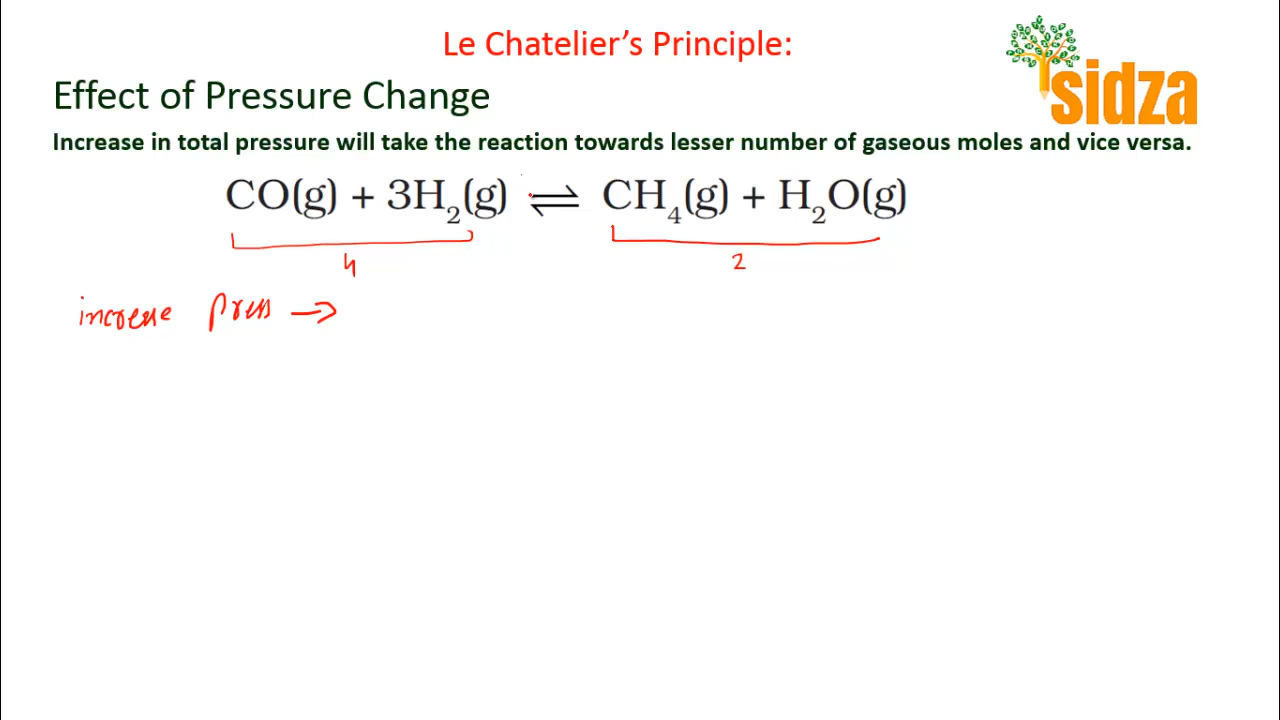 Le Chatelier's Principle:
sidza
Effect of Pressure Change
Increase in total pressure will take the reaction towards lesser number of gaseous moles and vice versa.
CO(g) + 3H₂(g) ⇌ CH₄(g) + H₂O(g)
4 2
increase press →